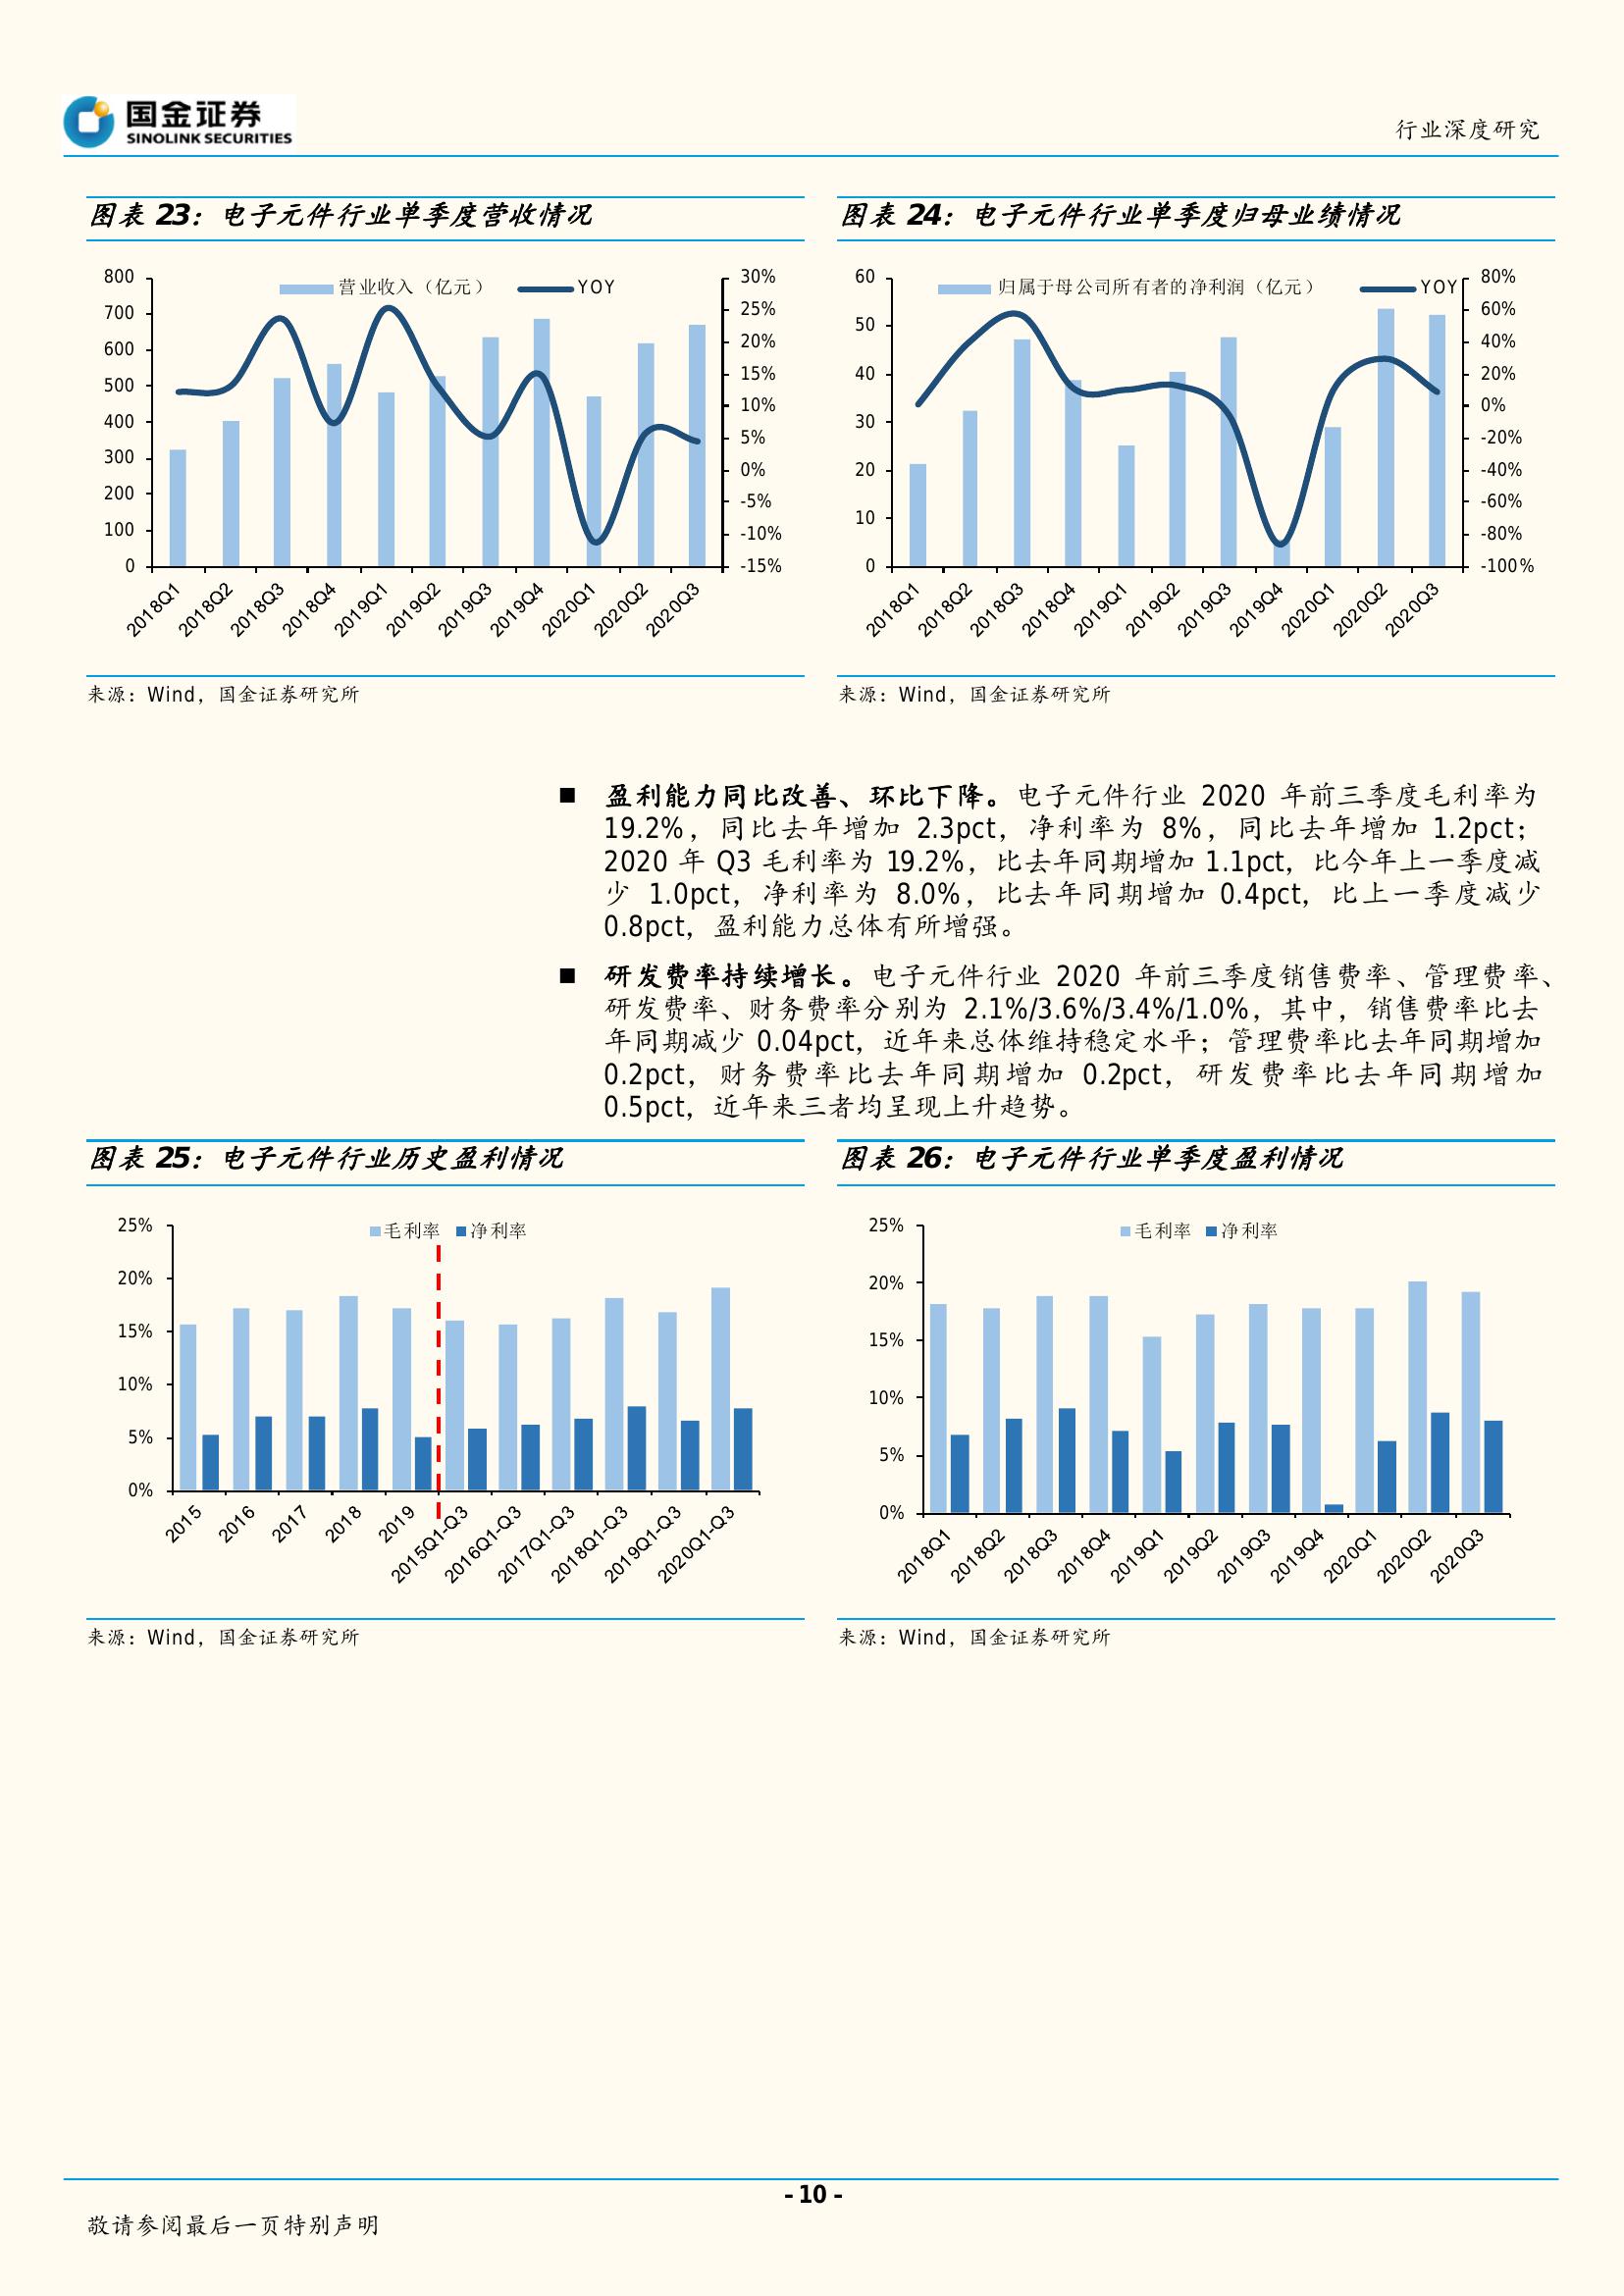 国金证券
SINOLINK SECURITIES
行业深度研究
图表 23：电子元件行业单季度营收情况
营业收入（亿元） YOY
800
700
600
500
400
300
200
100
0
30%
25%
20%
15%
10%
5%
0%
-5%
-10%
-15%
2018Q1 2018Q2 2018Q3 2018Q4 2019Q1 2019Q2 2019Q3 2019Q4 2020Q1 2020Q2 2020Q3
来源：Wind，国金证券研究所
图表 24：电子元件行业单季度归母业绩情况
归属于母公司所有者的净利润（亿元） YOY
60
50
40
30
20
10
0
80%
60%
40%
20%
0%
-20%
-40%
-60%
-80%
-100%
2018Q1 2018Q2 2018Q3 2018Q4 2019Q1 2019Q2 2019Q3 2019Q4 2020Q1 2020Q2 2020Q3
来源：Wind，国金证券研究所
■ 盈利能力同比改善、环比下降。电子元件行业 2020 年前三季度毛利率为
19.2%，同比去年增加 2.3pct，净利率为 8%，同比去年增加 1.2pct；
2020 年 Q3 毛利率为 19.2%，比去年同期增加 1.1pct，比今年上一季度减
少 1.0pct，净利率为 8.0%，比去年同期增加 0.4pct，比上一季度减少
0.8pct，盈利能力总体有所增强。
■ 研发费率持续增长。电子元件行业 2020 年前三季度销售费率、管理费率、
研发费率、财务费率分别为 2.1%/3.6%/3.4%/1.0%，其中，销售费率比去
年同期减少 0.04pct，近年来总体维持稳定水平；管理费率比去年同期增加
0.2pct，财务费率比去年同期增加 0.2pct，研发费率比去年同期增加
0.5pct，近年来三者均呈现上升趋势。
图表 25：电子元件行业历史盈利情况
毛利率 净利率
25%
20%
15%
10%
5%
0%
2015 2016 2017 2018 2019 2015Q1-Q3 2016Q1-Q3 2017Q1-Q3 2018Q1-Q3 2019Q1-Q3 2020Q1-Q3
来源：Wind，国金证券研究所
图表 26：电子元件行业单季度盈利情况
毛利率 净利率
25%
20%
15%
10%
5%
0%
2018Q1 2018Q2 2018Q3 2018Q4 2019Q1 2019Q2 2019Q3 2019Q4 2020Q1 2020Q2 2020Q3
来源：Wind，国金证券研究所
- 10 -
敬请参阅最后一页特别声明